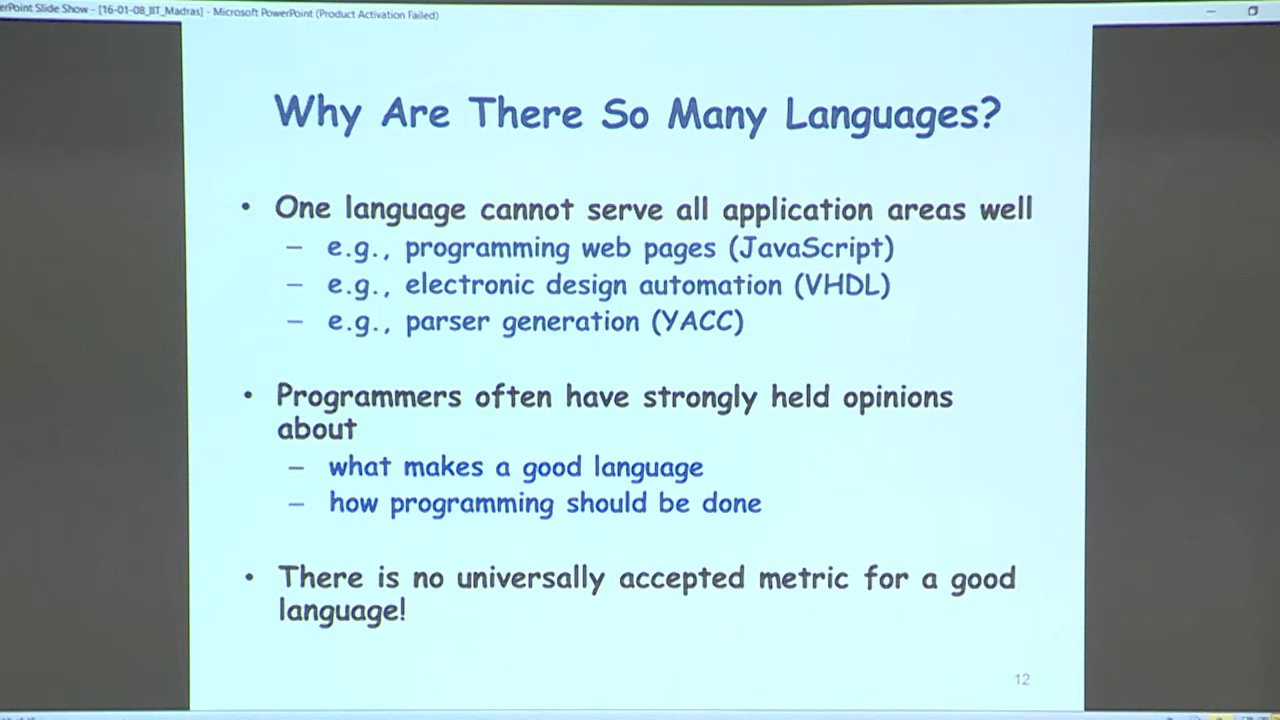 erPoint Slide Show - [16-01-08_IIT_Madras] - Microsoft PowerPoint (Product Activation Failed)
Why Are There So Many Languages?
• One language cannot serve all application areas well
– e.g., programming web pages (JavaScript)
– e.g., electronic design automation (VHDL)
– e.g., parser generation (YACC)
• Programmers often have strongly held opinions
about
– what makes a good language
– how programming should be done
• There is no universally accepted metric for a good
language!
12